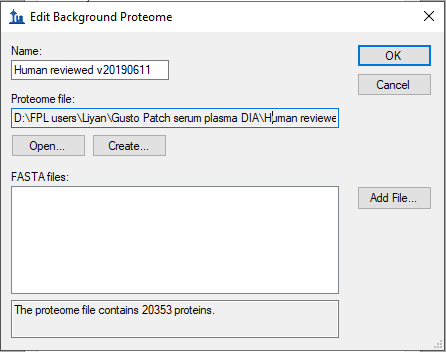 Edit Background Proteome
Name:
Human reviewed v20190611
OK
Cancel
Proteome file:
D:\FPL users\Liyan\Gusto Patch serum plasma DIA\Human reviewe
Open...
Create...
FASTA files:
Add File...
The proteome file contains 20353 proteins.